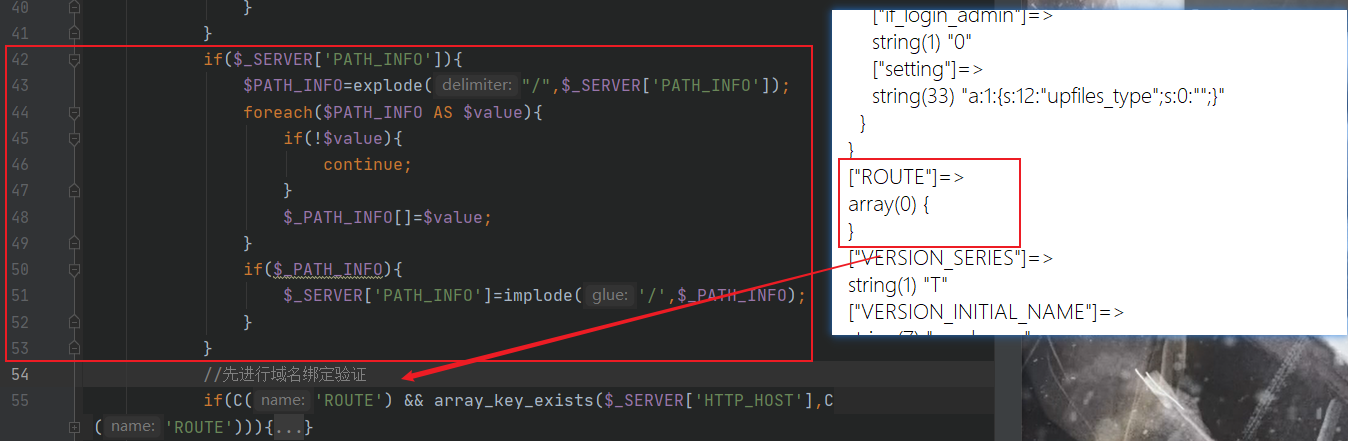 40 }
41 }
42 if($_SERVER['PATH_INFO']){
43 $PATH_INFO=explode( delimiter: "/",$_SERVER['PATH_INFO']);
44 foreach($PATH_INFO AS $value){
45 if(!$value){
46 continue;
47 }
48 $_PATH_INFO[]=$value;
49 }
50 if($_PATH_INFO){
51 $_SERVER['PATH_INFO']=implode( glue: '/',$_PATH_INFO);
52 }
53 }
54 //先进行域名绑定验证
55 if(C( name: 'ROUTE') && array_key_exists($_SERVER['HTTP_HOST'],C
( name: 'ROUTE'))){...}
["if_login_admin"]=>
string(1) "0"
["setting"]=>
string(33) "a:1:{s:12:"upfiles_type";s:0:"";}"
}
}
["ROUTE"]=>
array(0) {
}
["VERSION_SERIES"]=>
string(1) "T"
["VERSION_INITIAL_NAME"]=>